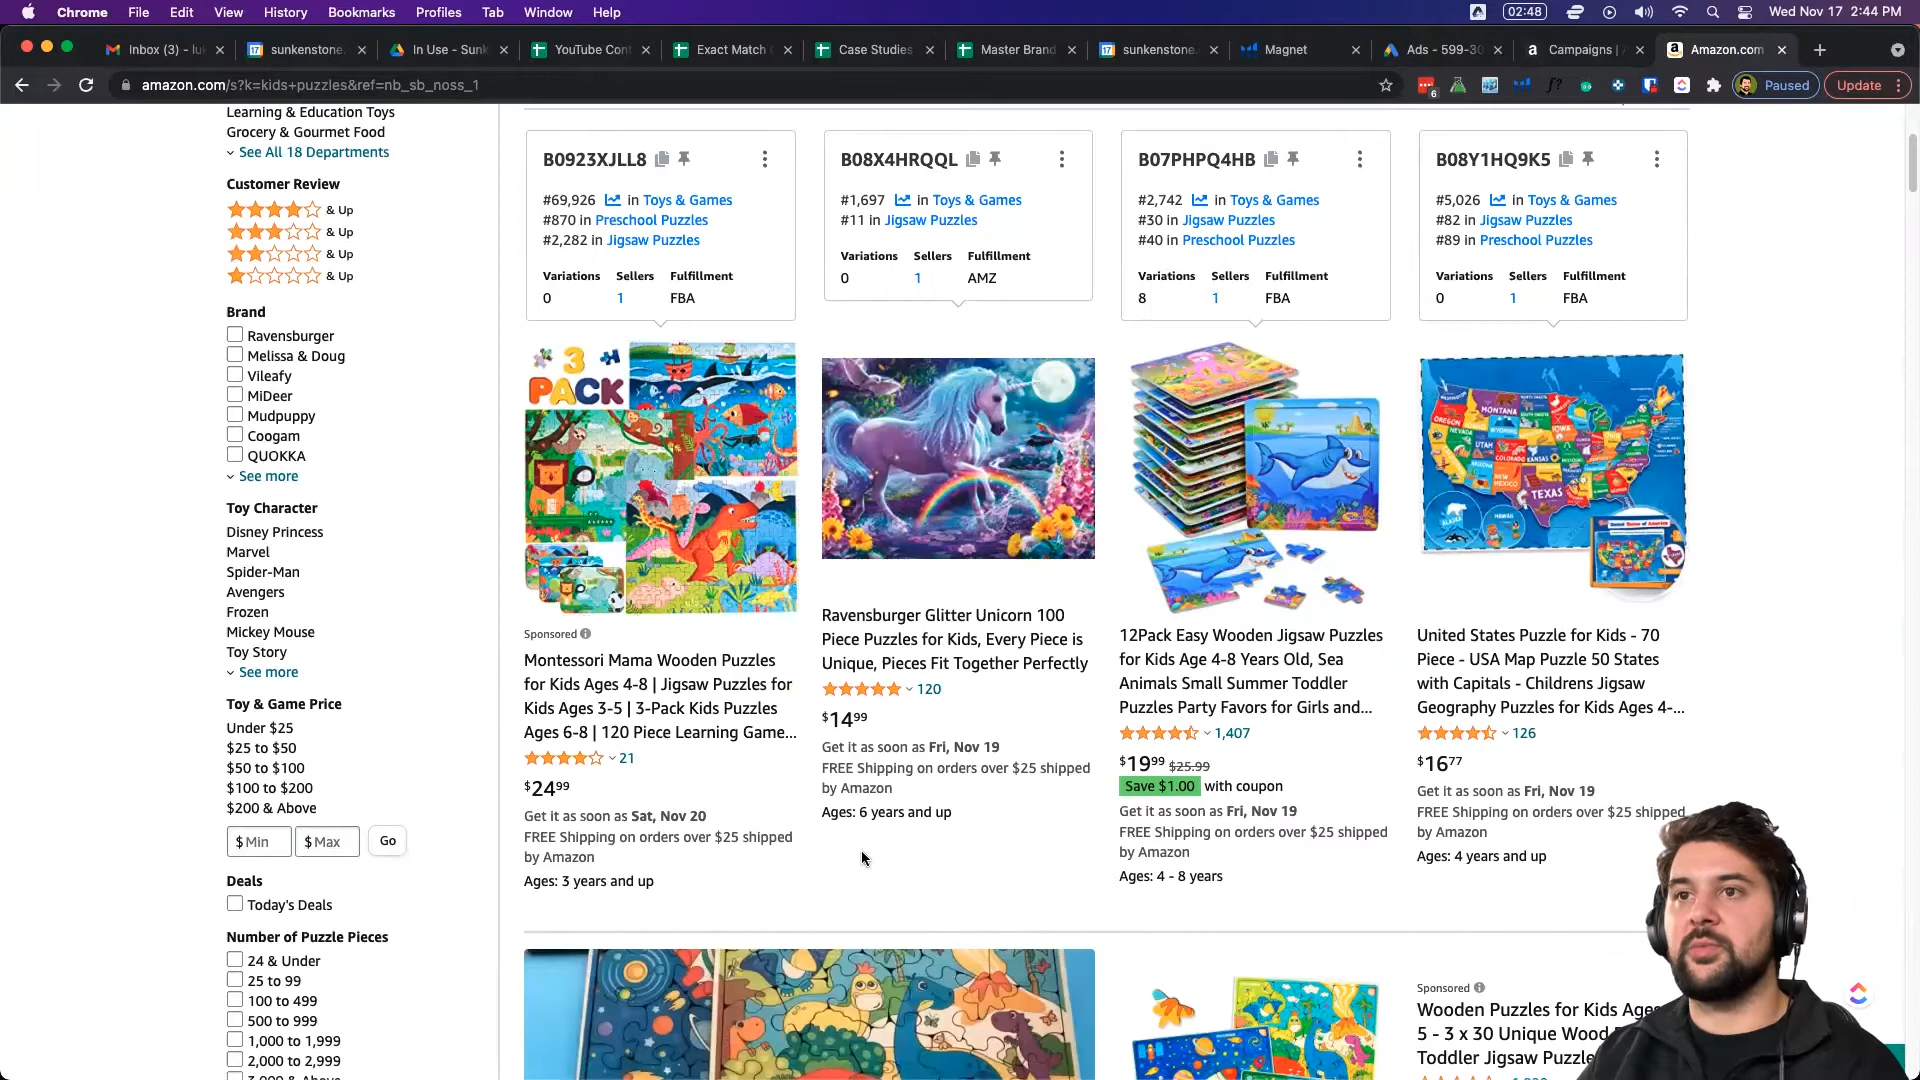 Chrome File Edit View History Bookmarks Profiles Tab Window Help 02:48 Wed Nov 17 2:44 PM
Inbox (3) - lu sunkenstone. In Use - Sunk YouTube Con Exact Match Case Studies Master Brand sunkenstone. Magnet Ads - 599-30 Campaigns | Amazon.com
amazon.com/s?k=kids+puzzles&ref=nb_sb_noss_1 6 Paused Update
Learning & Education Toys
Grocery & Gourmet Food
See All 18 Departments
Customer Review
& Up
& Up
& Up
& Up
Brand
Ravensburger
Melissa & Doug
Vileafy
MiDeer
Mudpuppy
Coogam
QUOKKA
See more
Toy Character
Disney Princess
Marvel
Spider-Man
Avengers
Frozen
Mickey Mouse
Toy Story
See more
Toy & Game Price
Under $25
$25 to $50
$50 to $100
$100 to $200
$200 & Above
$ Min $ Max Go
Deals
Today's Deals
Number of Puzzle Pieces
24 & Under
25 to 99
100 to 499
500 to 999
1,000 to 1,999
2,000 to 2,999
B0923XJLL8
#69,926 in Toys & Games
#870 in Preschool Puzzles
#2,282 in Jigsaw Puzzles
Variations Sellers Fulfillment
0 1 FBA
3
PACK
Sponsored
Montessori Mama Wooden Puzzles
for Kids Ages 4-8 | Jigsaw Puzzles for
Kids Ages 3-5 | 3-Pack Kids Puzzles
Ages 6-8 | 120 Piece Learning Game...
21
$24 99
Get it as soon as Sat, Nov 20
FREE Shipping on orders over $25 shipped
by Amazon
Ages: 3 years and up
B08X4HRQQL
#1,697 in Toys & Games
#11 in Jigsaw Puzzles
Variations Sellers Fulfillment
0 1 AMZ
Ravensburger Glitter Unicorn 100
Piece Puzzles for Kids, Every Piece is
Unique, Pieces Fit Together Perfectly
120
$14 99
Get it as soon as Fri, Nov 19
FREE Shipping on orders over $25 shipped
by Amazon
Ages: 6 years and up
B07PHPQ4HB
#2,742 in Toys & Games
#30 in Jigsaw Puzzles
#40 in Preschool Puzzles
Variations Sellers Fulfillment
8 1 FBA
12Pack Easy Wooden Jigsaw Puzzles
for Kids Age 4-8 Years Old, Sea
Animals Small Summer Toddler
Puzzles Party Favors for Girls and...
1,407
$19 99 $25.99
Save $1.00 with coupon
Get it as soon as Fri, Nov 19
FREE Shipping on orders over $25 shipped
by Amazon
Ages: 4 - 8 years
B08Y1HQ9K5
#5,026 in Toys & Games
#82 in Jigsaw Puzzles
#89 in Preschool Puzzles
Variations Sellers Fulfillment
0 1 FBA
MONTANA
OREGON
NEVADA
UTAH
COLORADO KANSAS
IOWA
NEW MEXICO
TEXAS
ALASKA
HAWAII
United States Puzzle for Kids - 70
Piece - USA Map Puzzle 50 States
with Capitals - Childrens Jigsaw
Geography Puzzles for Kids Ages 4-...
126
$16 77
Get it as soon as Fri, Nov 19
FREE Shipping on orders over $25 shipped
by Amazon
Ages: 4 years and up
Sponsored
Wooden Puzzles for Kids Ages
5 - 3 x 30 Unique Wood
Toddler Jigsaw Puzzle